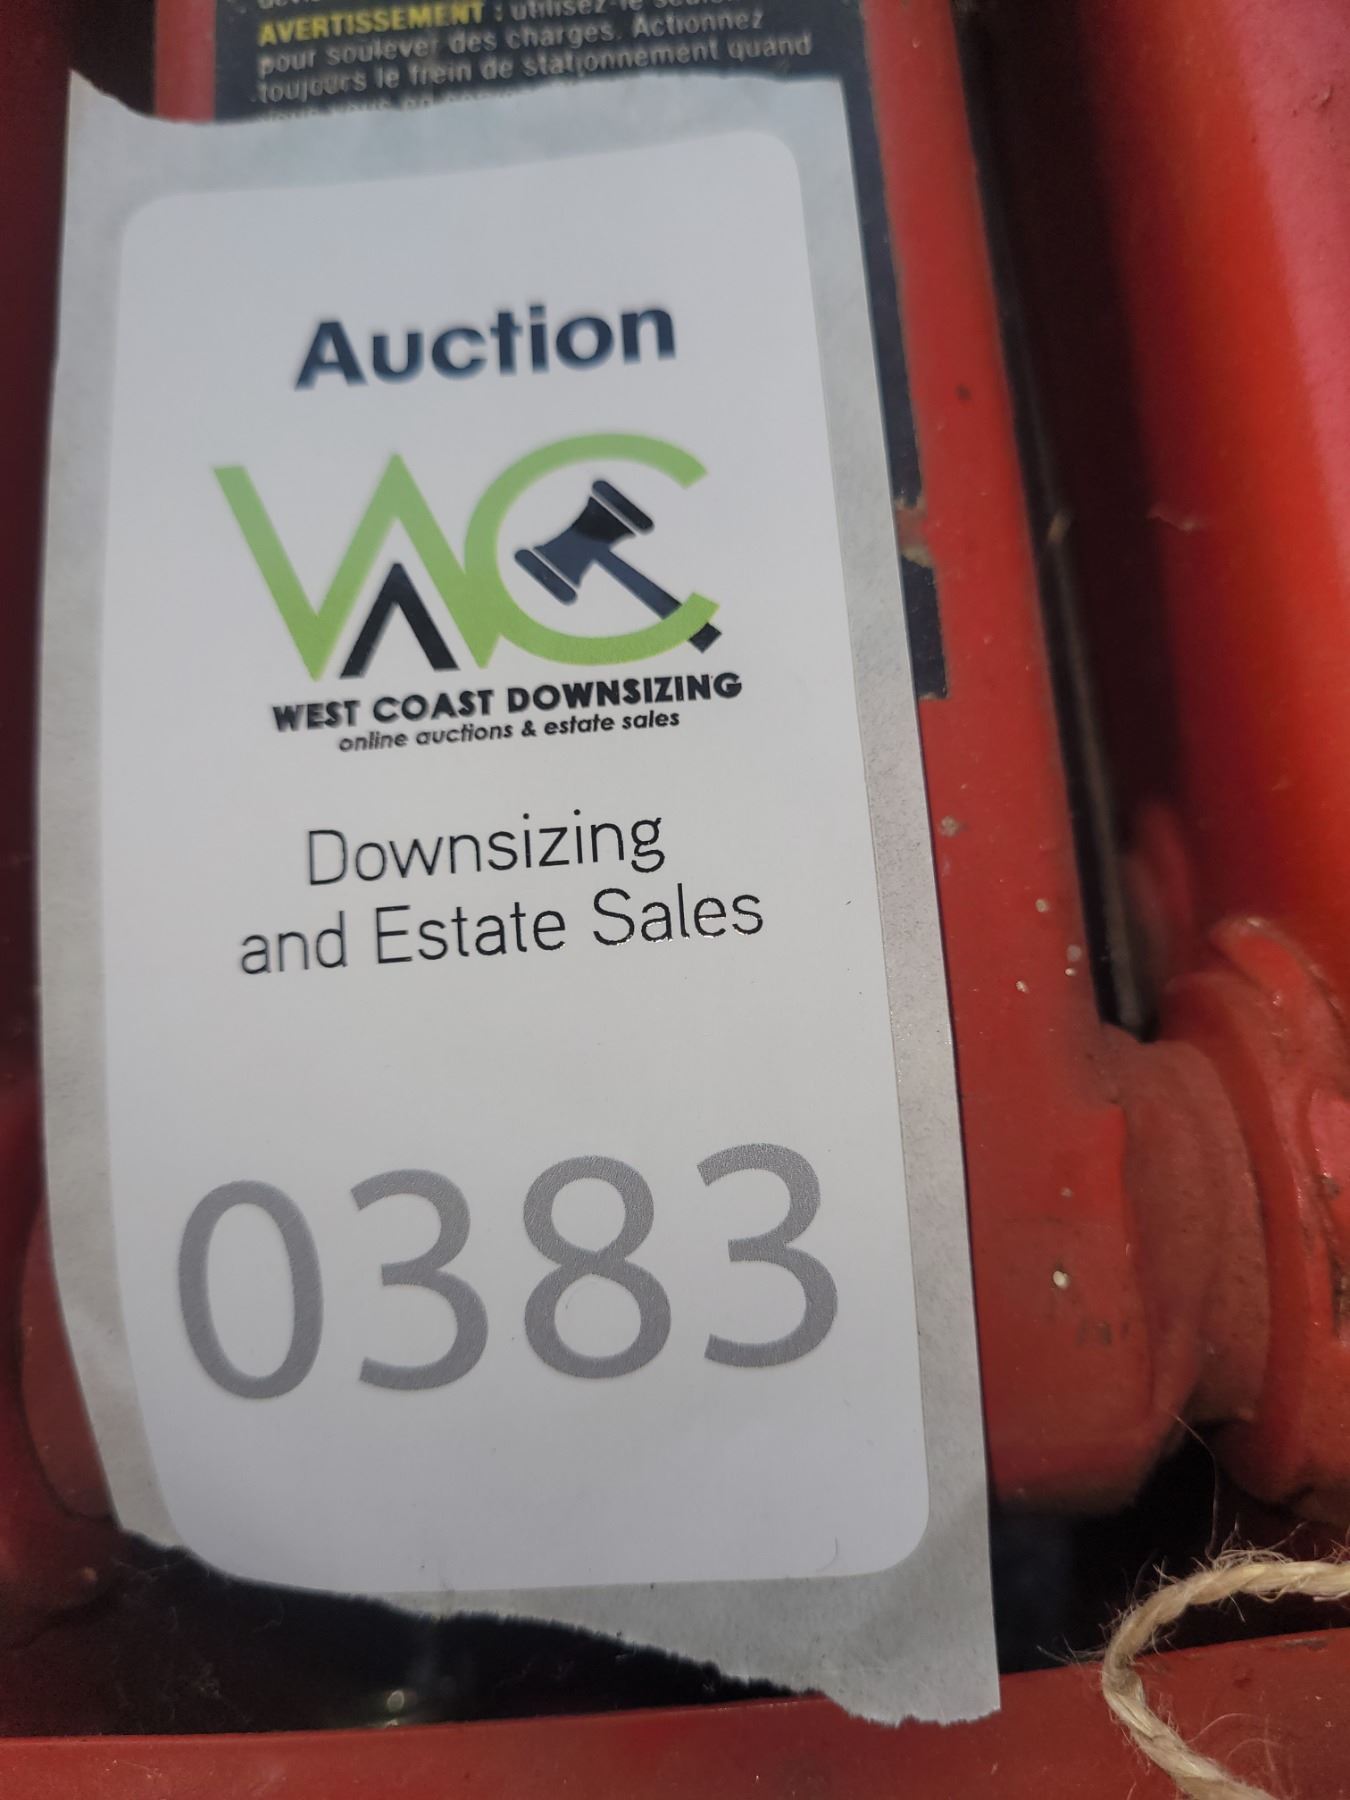 AVERTISSEMENT : utilisez-le
pour soulever des charges. Actionnez
toujours le frein de stationnement quand
Auction
WC
WEST COAST DOWNSIZING
online auctions & estate sales
Downsizing
and Estate Sales
0383